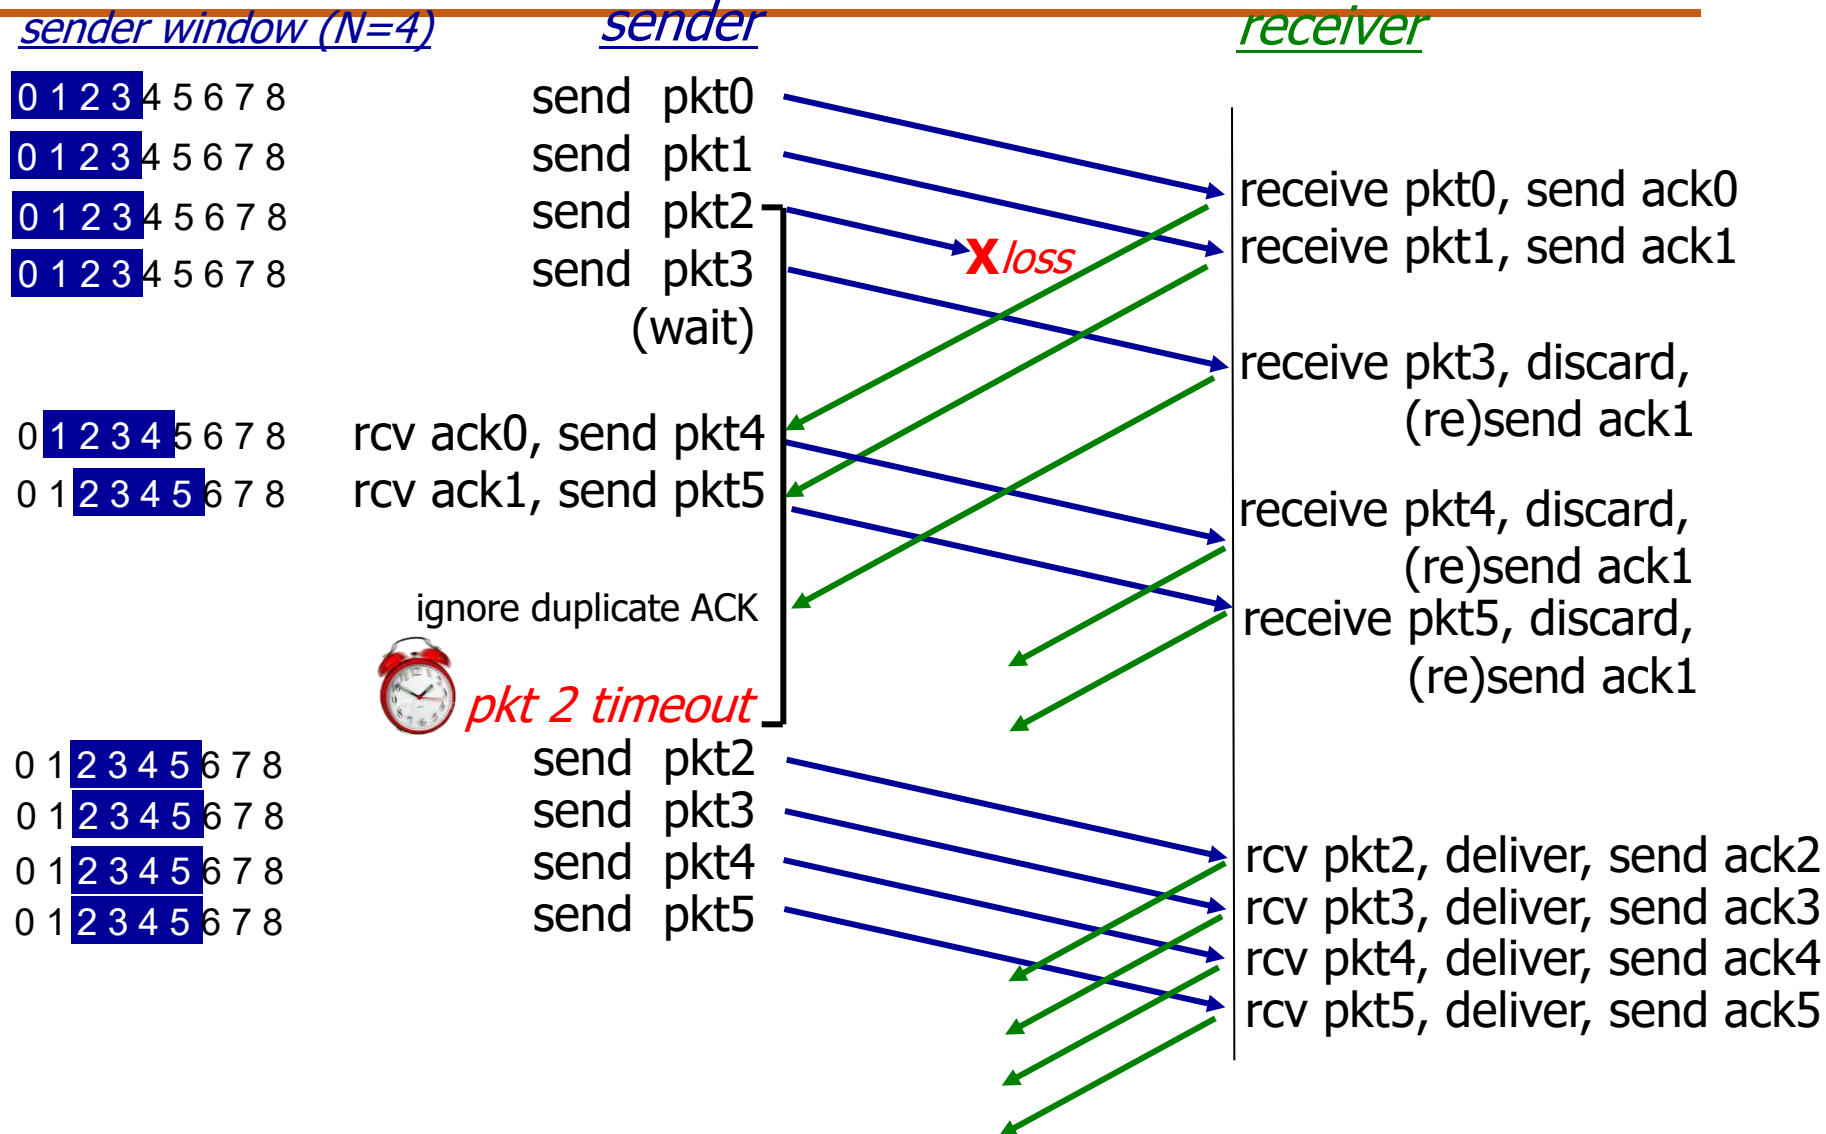 sender window (N=4) sender receiver
0 1 2 3 4 5 6 7 8 send pkt0
0 1 2 3 4 5 6 7 8 send pkt1
receive pkt0, send ack0
0 1 2 3 4 5 6 7 8 send pkt2
receive pkt1, send ack1
X loss
0 1 2 3 4 5 6 7 8 send pkt3
(wait)
receive pkt3, discard,
(re)send ack1
0 1 2 3 4 5 6 7 8 rcv ack0, send pkt4
0 1 2 3 4 5 6 7 8 rcv ack1, send pkt5
receive pkt4, discard,
(re)send ack1
ignore duplicate ACK
receive pkt5, discard,
(re)send ack1
pkt 2 timeout
0 1 2 3 4 5 6 7 8 send pkt2
0 1 2 3 4 5 6 7 8 send pkt3
0 1 2 3 4 5 6 7 8 send pkt4
rcv pkt2, deliver, send ack2
0 1 2 3 4 5 6 7 8 send pkt5
rcv pkt3, deliver, send ack3
rcv pkt4, deliver, send ack4
rcv pkt5, deliver, send ack5